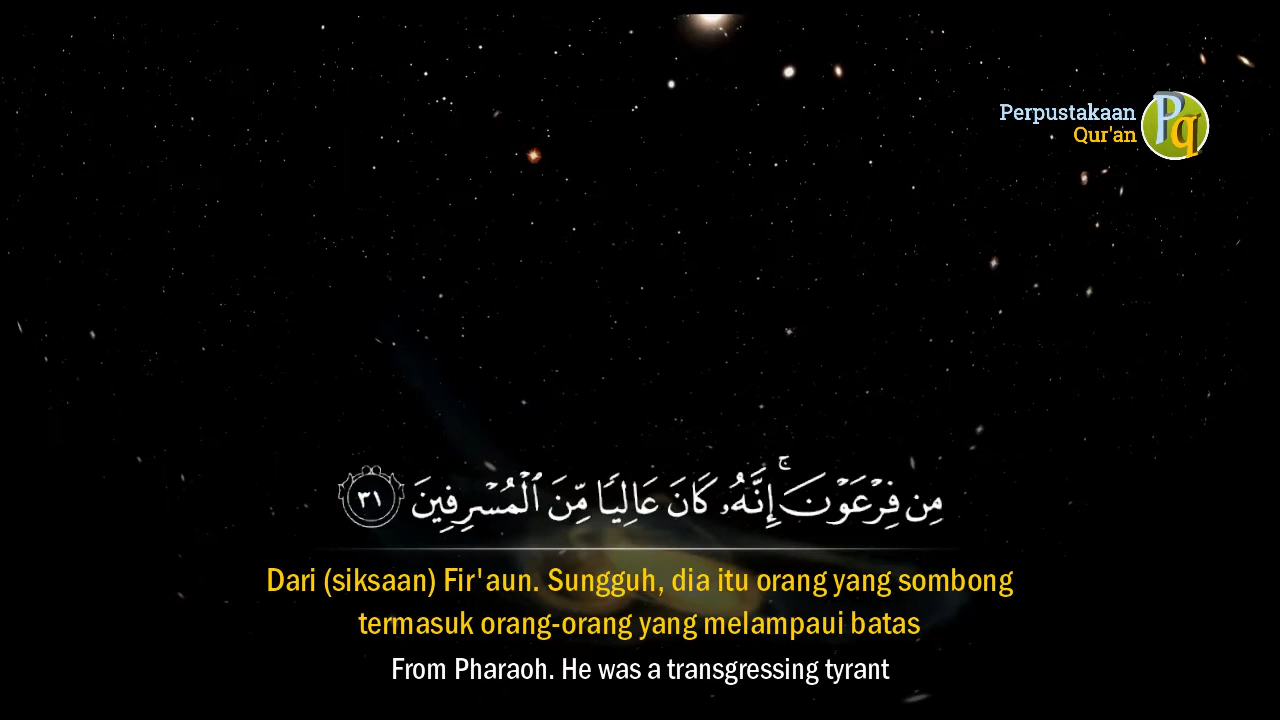 Perpustakaan
Qur'an
Pq
مِن فِرْعَوْنَ ۚ إِنَّهُۥ كَانَ عَالِيًا مِّنَ ٱلْمُسْرِفِينَ ٣١
Dari (siksaan) Fir'aun. Sungguh, dia itu orang yang sombong
termasuk orang-orang yang melampaui batas
From Pharaoh. He was a transgressing tyrant